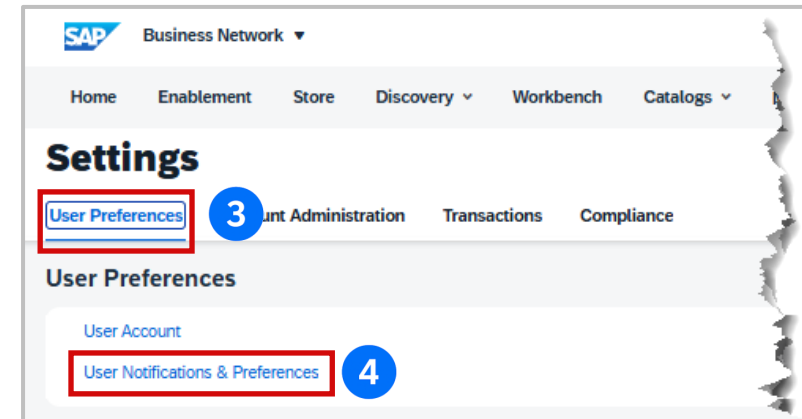 SAP Business Network
Home Enablement Store Discovery Workbench Catalogs
Settings
User Preferences 3 Administration Transactions Compliance
User Preferences
User Account
User Notifications & Preferences 4